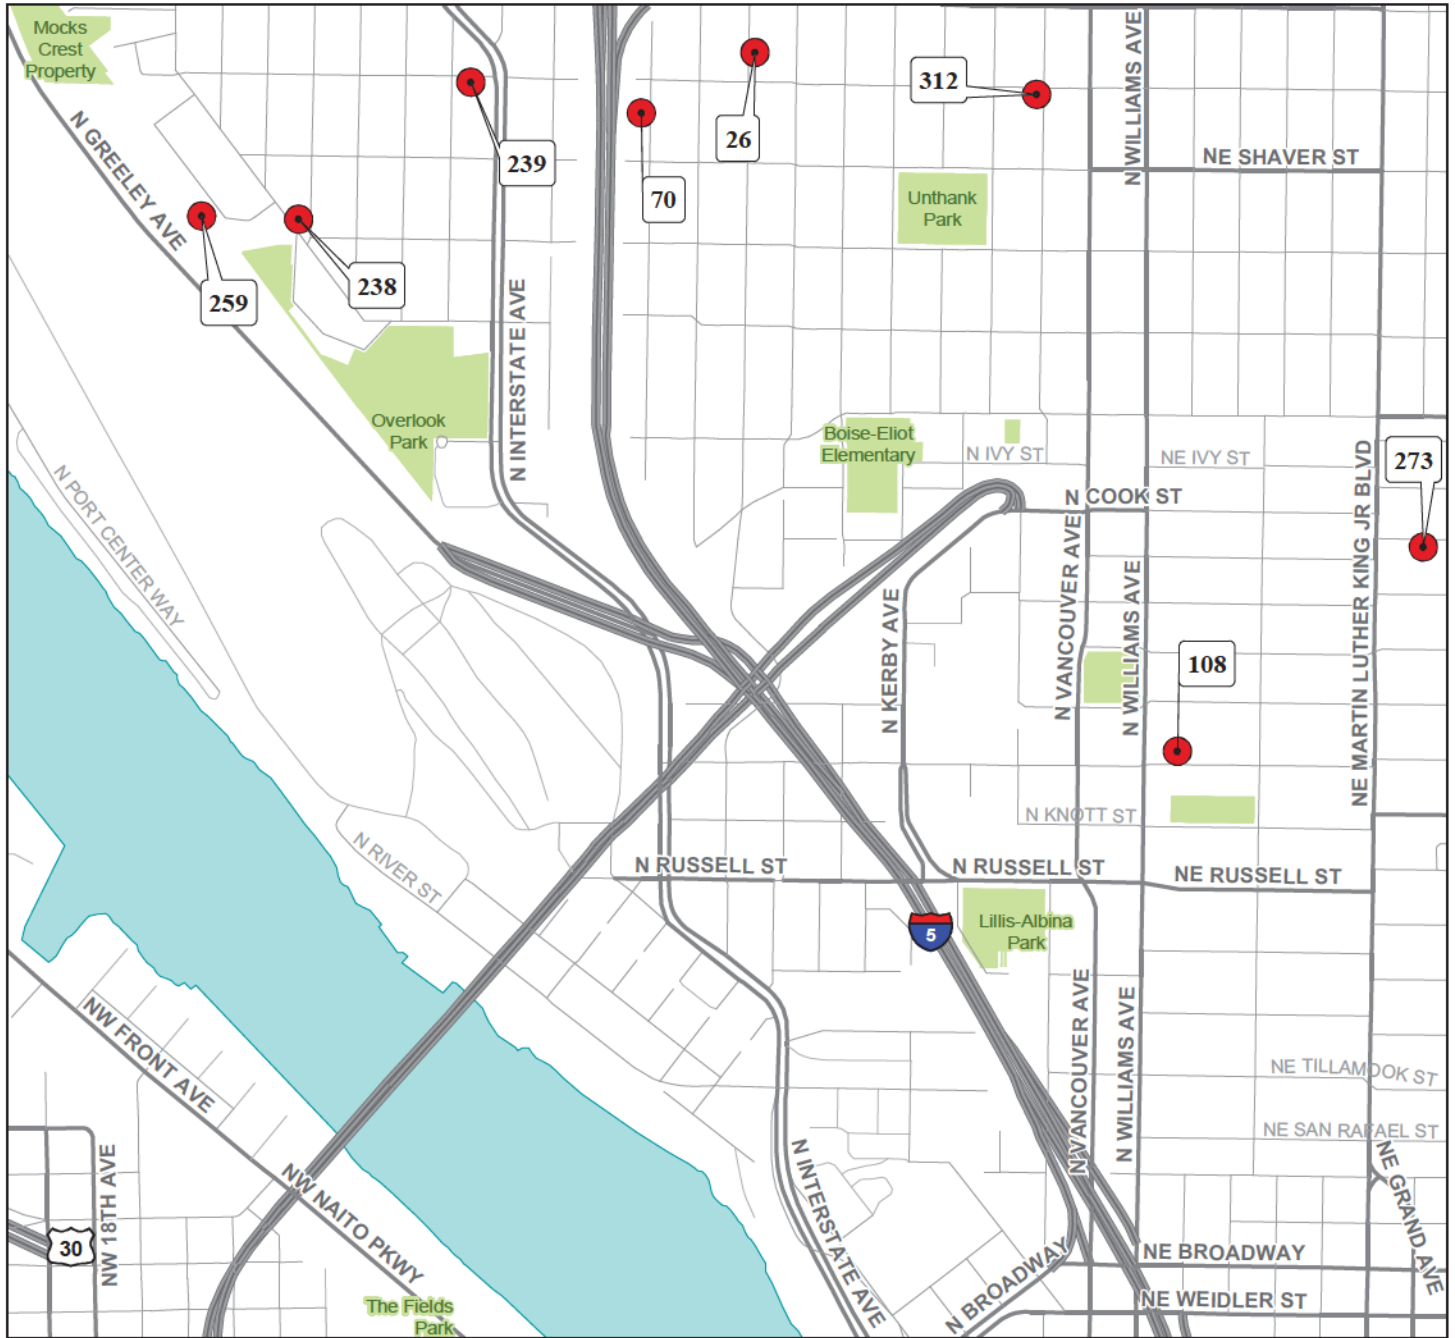 Mocks
Crest
Property
N GREELEY AVE
239
70
26
312
N WILLIAMS AVE
NE SHAVER ST
Unthank
Park
259
238
N INTERSTATE AVE
Overlook
Park
Boise-Eliot
Elementary
N IVY ST
NE IVY ST
273
N COOK ST
N PORT CENTER WAY
N VANCOUVER AVE
N WILLIAMS AVE
NE MARTIN LUTHER KING JR BLVD
N KERBY AVE
108
N KNOTT ST
N RIVER ST
N RUSSELL ST
N RUSSELL ST
NE RUSSELL ST
5
Lillis-Albina
Park
NW FRONT AVE
N VANCOUVER AVE
N WILLIAMS AVE
NE TILLAMOOK ST
NE SAN RAFAEL ST
NW 18TH AVE
30
NW NAITO PKWY
N INTERSTATE AVE
NE GRAND AVE
N BROADWAY
NE BROADWAY
NE WEIDLER ST
The Fields
Park